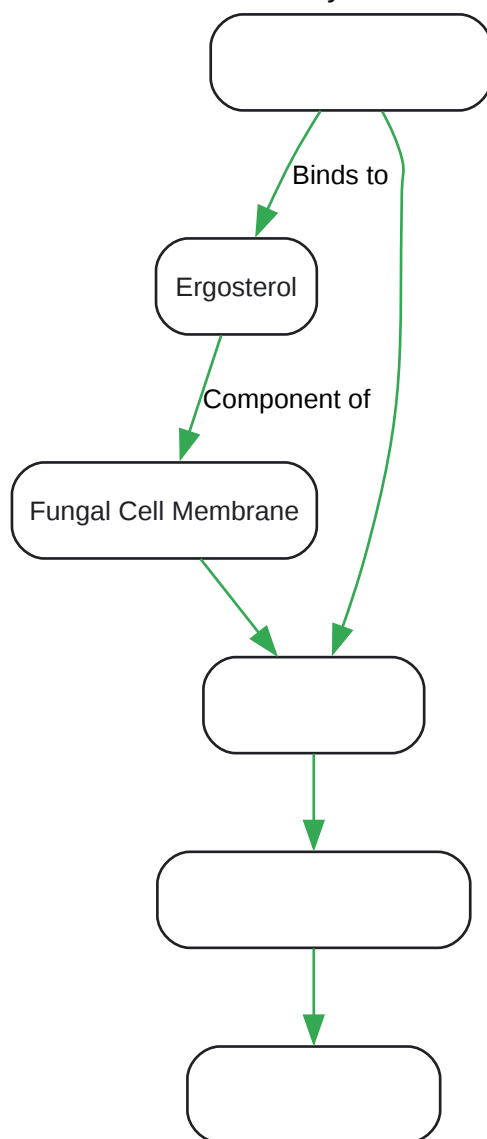 Binds to
Ergosterol
Component of
Fungal Cell Membrane